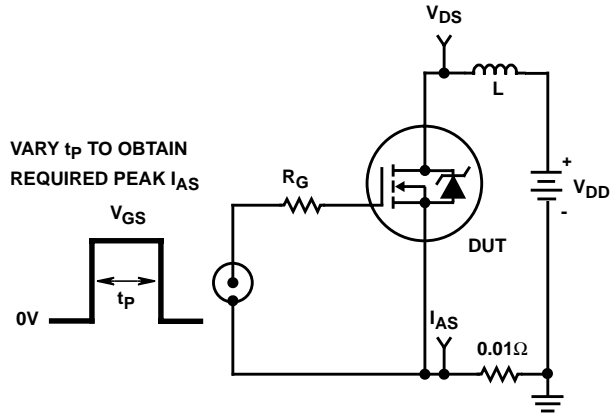 VDS
L
VARY tP TO OBTAIN
REQUIRED PEAK IAS
RG
+
VDD
-
VGS
DUT
tP
0V
IAS
0.01Ω